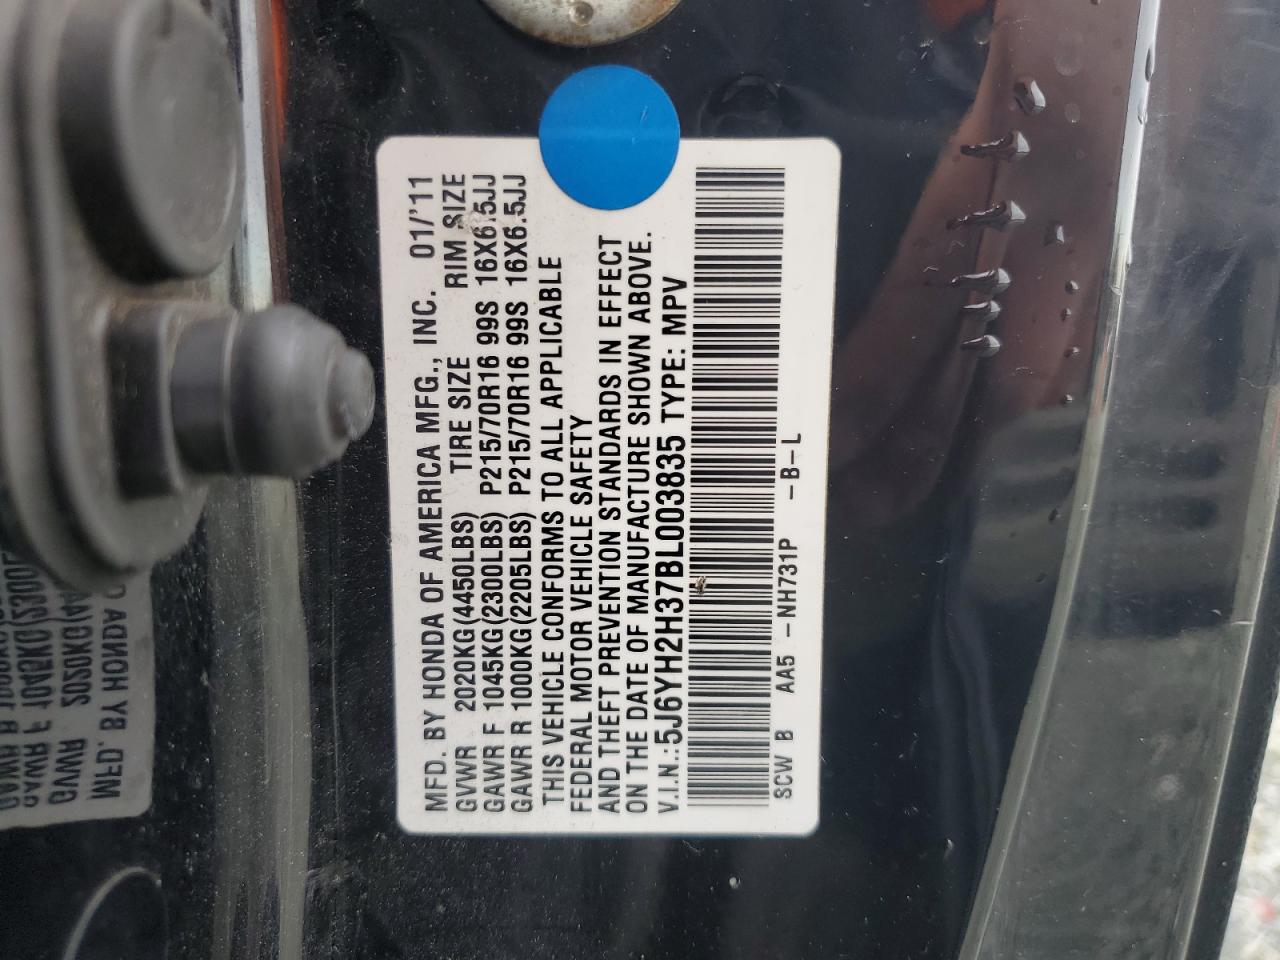 MFD. BY HONDA OF AMERICA MFG., INC. 01/'11
GVWR 2020KG(4450LBS) TIRE SIZE RIM SIZE
GAWR F 1045KG(2300LBS) P215/70R16 99S 16X6.5JJ
GAWR R 1000KG(2205LBS) P215/70R16 99S 16X6.5JJ
THIS VEHICLE CONFORMS TO ALL APPLICABLE
FEDERAL MOTOR VEHICLE SAFETY
AND THEFT PREVENTION STANDARDS IN EFFECT
ON THE DATE OF MANUFACTURE SHOWN ABOVE.
V.I.N.: 5J6YH2H37BL003835 TYPE: MPV
SCW B AA5 -NH731P -B-L